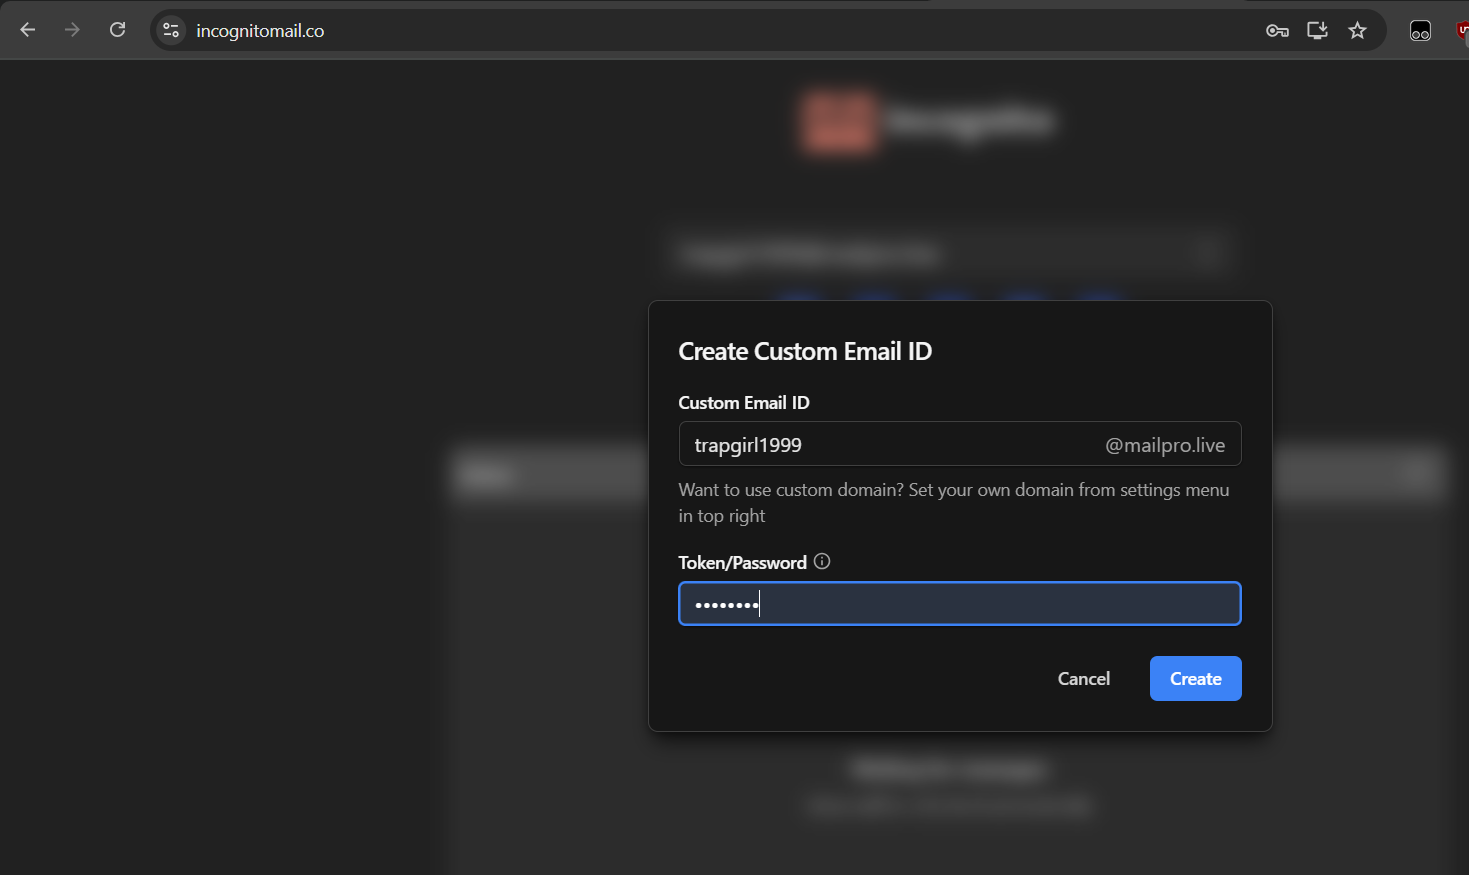 incognitomail.co
Create Custom Email ID
Custom Email ID
trapgirl1999 @mailpro.live
Want to use custom domain? Set your own domain from settings menu
in top right
Token/Password
••••••••
Cancel Create